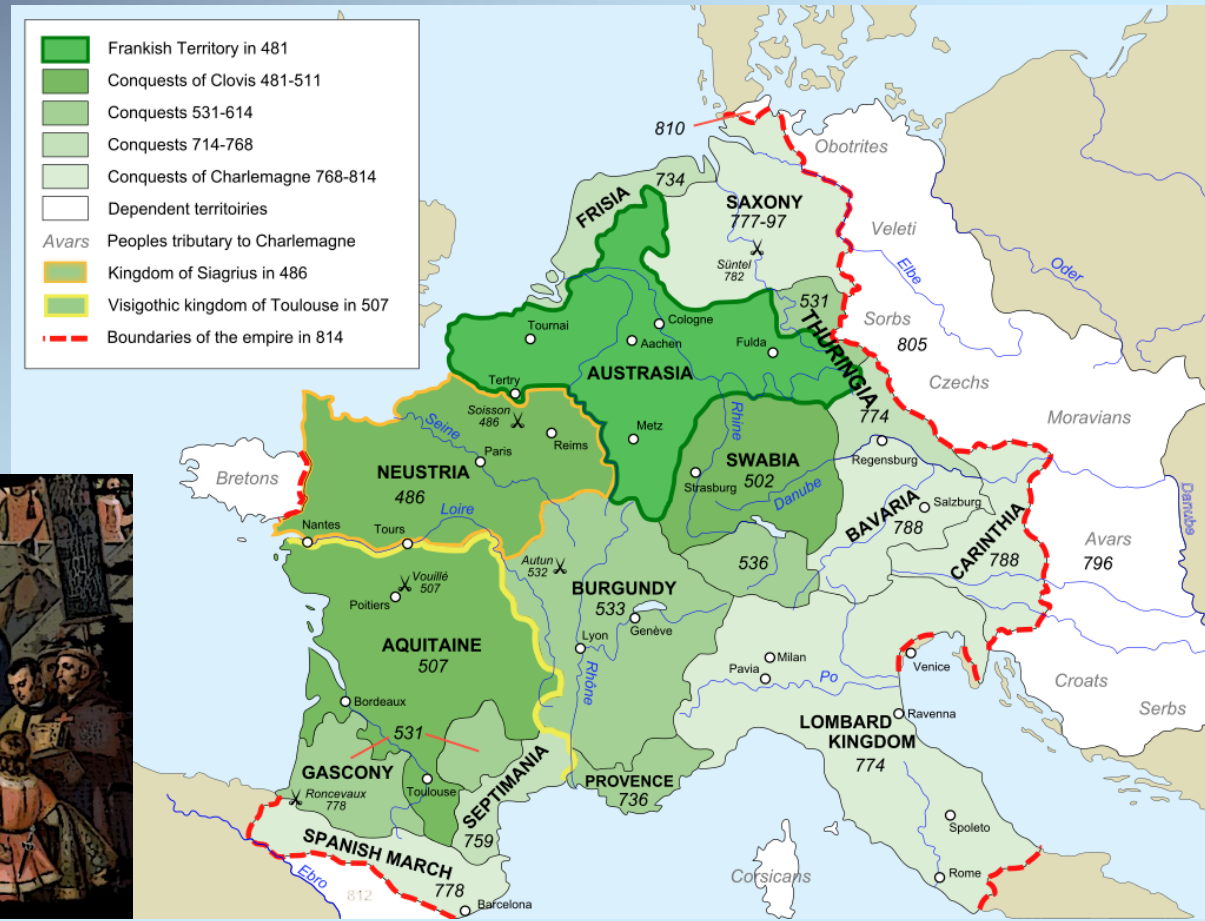 Frankish Territory in 481
Conquests of Clovis 481-511
Conquests 531-614
Conquests 714-768
Conquests of Charlemagne 768-814
Dependent territoiries
Avars Peoples tributary to Charlemagne
Kingdom of Siagrius in 486
Visigothic kingdom of Toulouse in 507
Boundaries of the empire in 814
810
Obotrites
734
FRISIA
SAXONY
777-97
Süntel
782
Veleti
Elbe
Oder
531
THURINGIA
Sorbs
805
Tournai
Cologne
Aachen
Fulda
AUSTRASIA
Czechs
Tertry
Soisson
486
774
Moravians
Seine
Reims
Metz
Rhine
Paris
Regensburg
SWABIA
502
NEUSTRIA
486
Strasburg
Danube
Bretons
Danube
Salzburg
BAVARIA
788
CARINTHIA
788
Loire
Nantes
Tours
Avars
796
Autun
532
536
Vouillé
507
Poitiers
BURGUNDY
533
Genève
Lyon
AQUITAINE
507
Rhône
Milan
Pavia
Po
Venice
Croats
Serbs
Bordeaux
Ravenna
531
LOMBARD
KINGDOM
774
GASCONY
Toulouse
SEPTIMANIA
759
PROVENCE
736
Roncevaux
778
Spoleto
SPANISH MARCH
778
Corsicans
Rome
Ebro
812
Barcelona